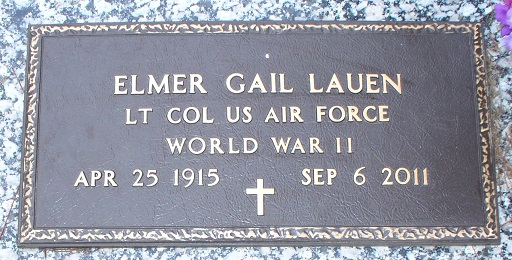 ELMER GAIL LAUEN
LT COL US AIR FORCE
WORLD WAR II
APR 25 1915 SEP 6 2011